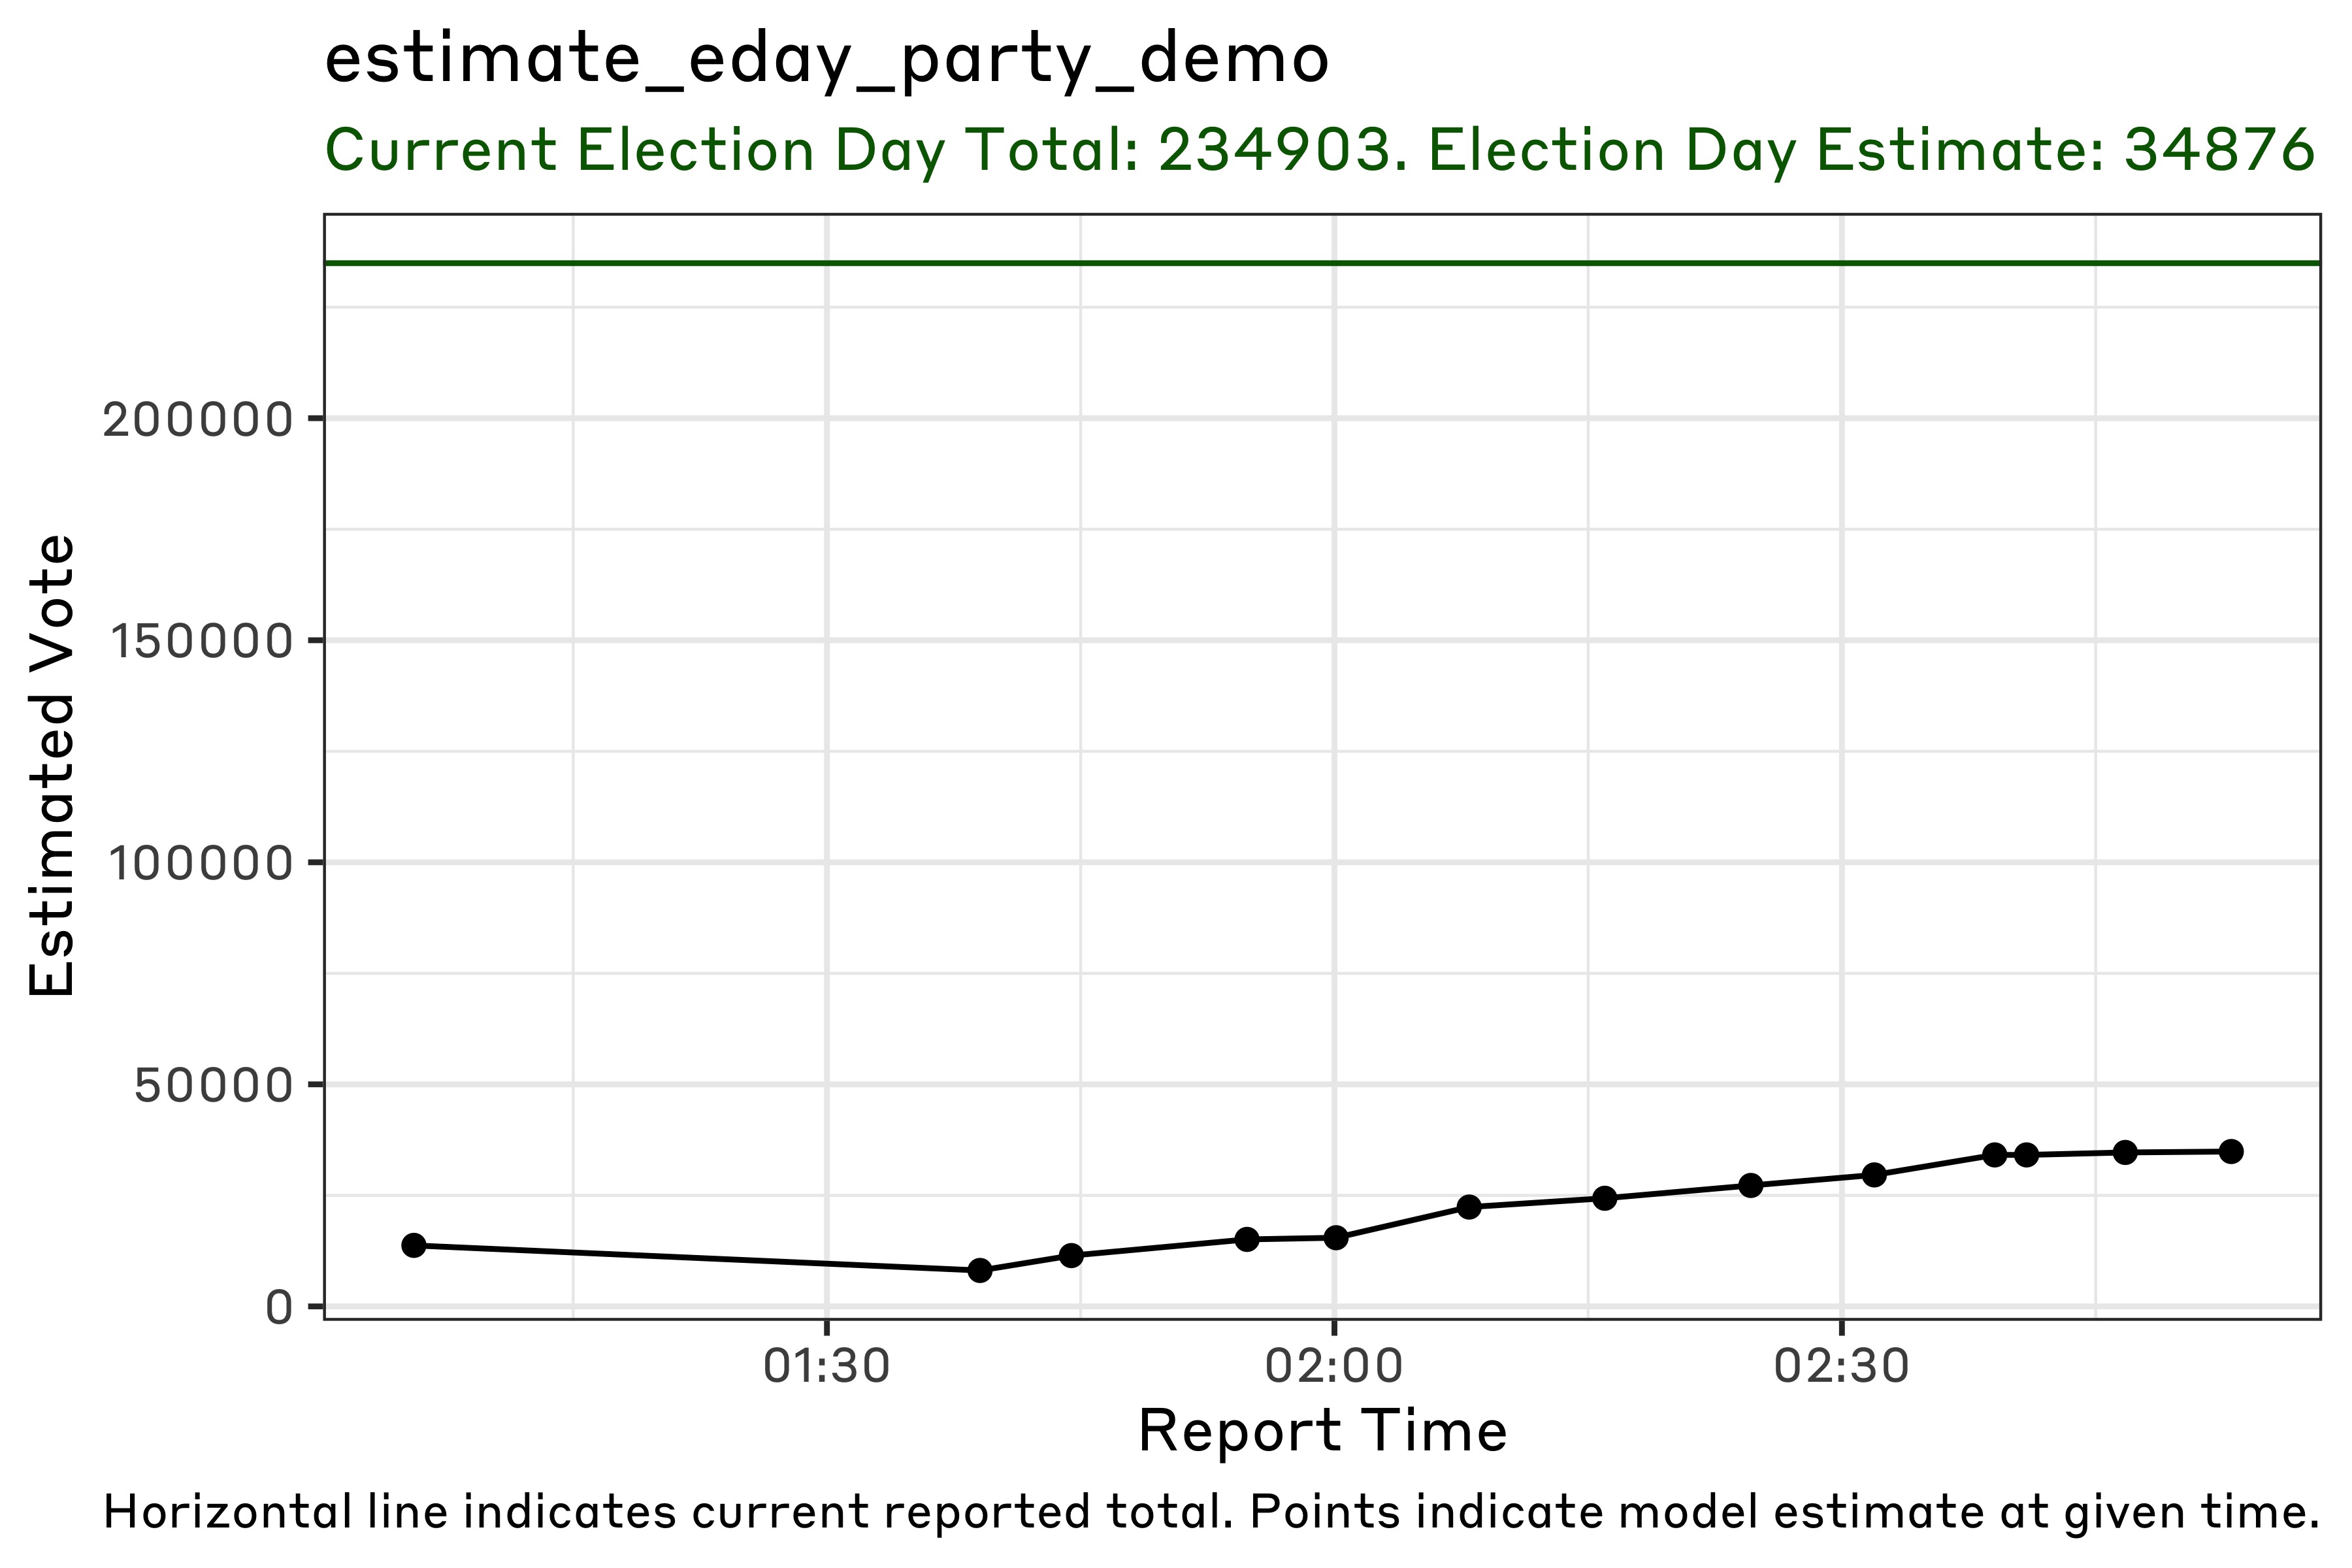 estimate_eday_party_demo
Current Election Day Total: 234903. Election Day Estimate: 34876
Estimated Vote
200000
150000
100000
50000
0
01:30 02:00 02:30
Report Time
Horizontal line indicates current reported total. Points indicate model estimate at given time.